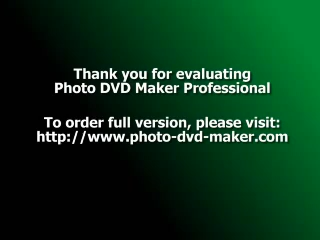 Thank you for evaluating
Photo DVD Maker Professional
To order full version, please visit:
http://www.photo-dvd-maker.com